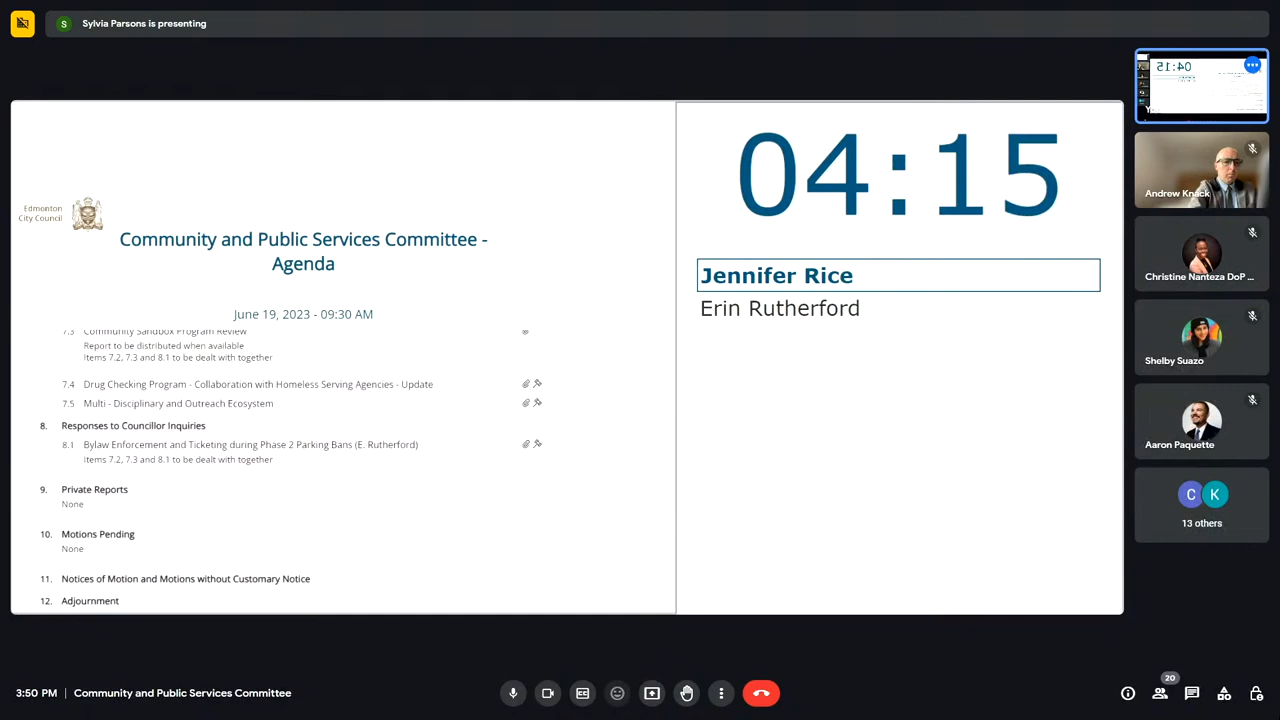 S Sylvia Parsons is presenting
04:15
Edmonton
City Council
Community and Public Services Committee -
Agenda
June 19, 2023 - 09:30 AM
7.3 Community Sandbox Program Review
Report to be distributed when available
Items 7.2, 7.3 and 8.1 to be dealt with together
7.4 Drug Checking Program - Collaboration with Homeless Serving Agencies - Update
7.5 Multi - Disciplinary and Outreach Ecosystem
8. Responses to Councillor Inquiries
8.1 Bylaw Enforcement and Ticketing during Phase 2 Parking Bans (E. Rutherford)
Items 7.2, 7.3 and 8.1 to be dealt with together
9. Private Reports
None
10. Motions Pending
None
11. Notices of Motion and Motions without Customary Notice
12. Adjournment
Jennifer Rice
Erin Rutherford
04:15
Andrew Knack
Christine Nanteza DoP ...
Shelby Suazo
Aaron Paquette
C K
13 others
3:50 PM | Community and Public Services Committee
20